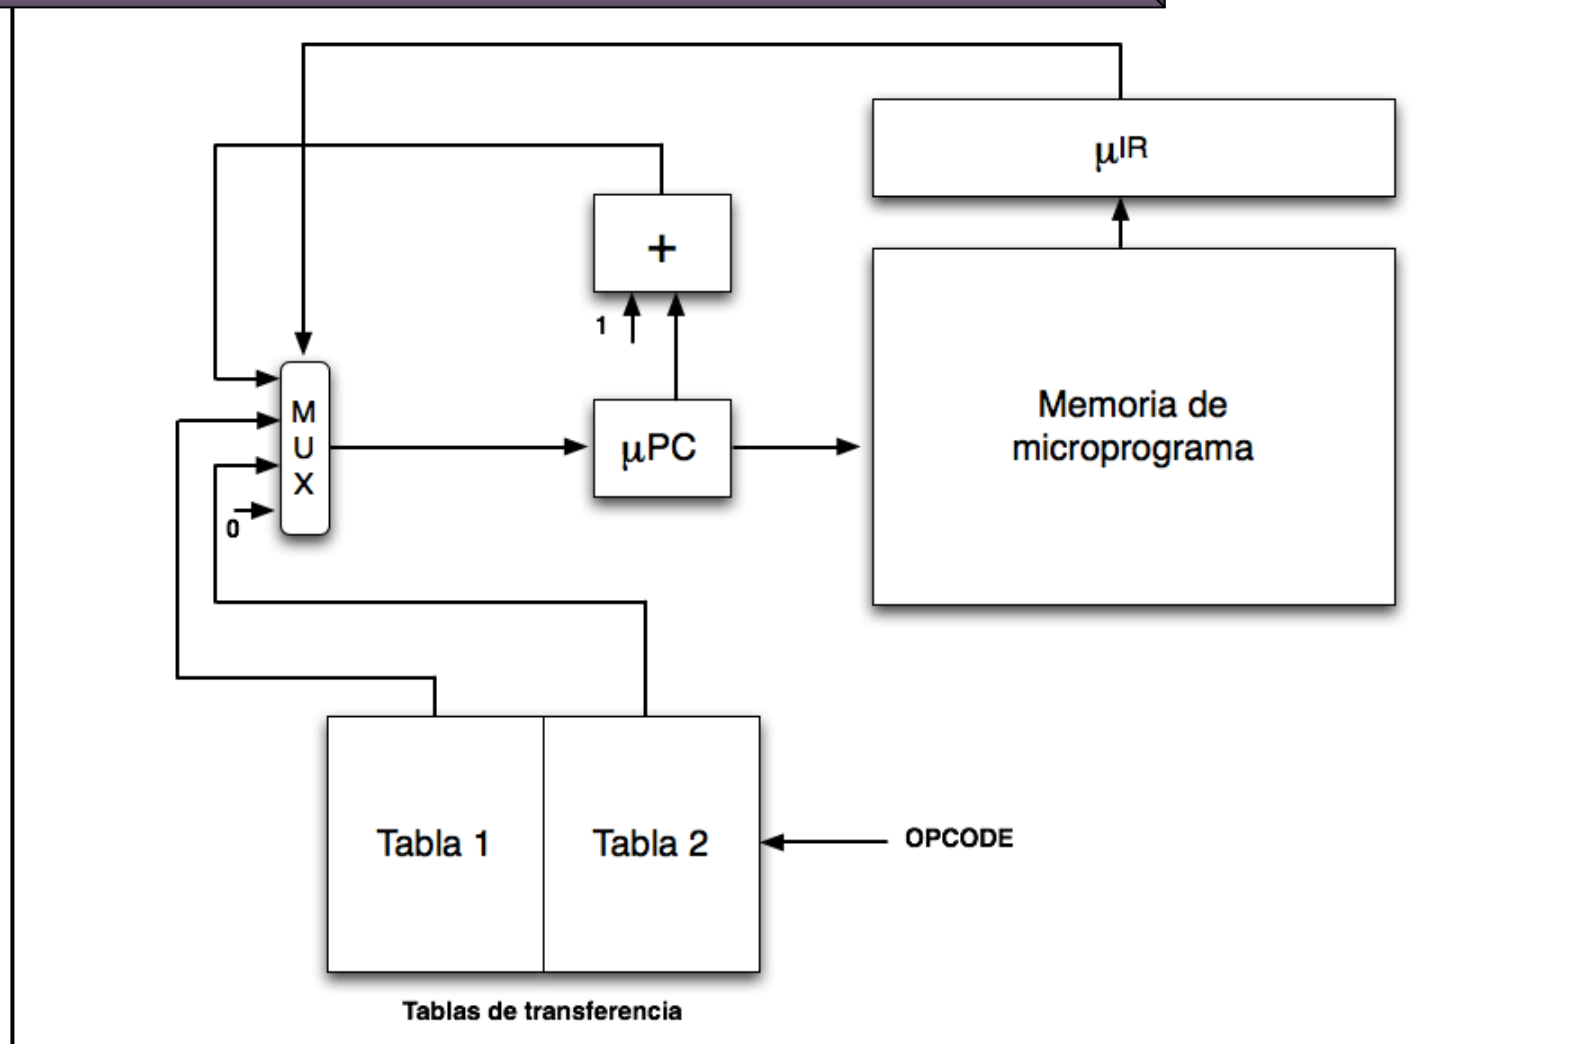 μIR
+
1
M
U
X
μPC
Memoria de
microprograma
0
Tabla 1
Tabla 2
OPCODE
Tablas de transferencia